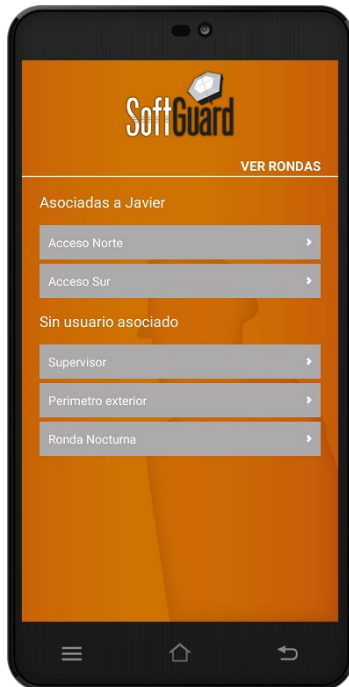 SoftGuard
VER RONDAS
Asociadas a Javier
Acceso Norte
Acceso Sur
Sin usuario asociado
Supervisor
Perimetro exterior
Ronda Nocturna